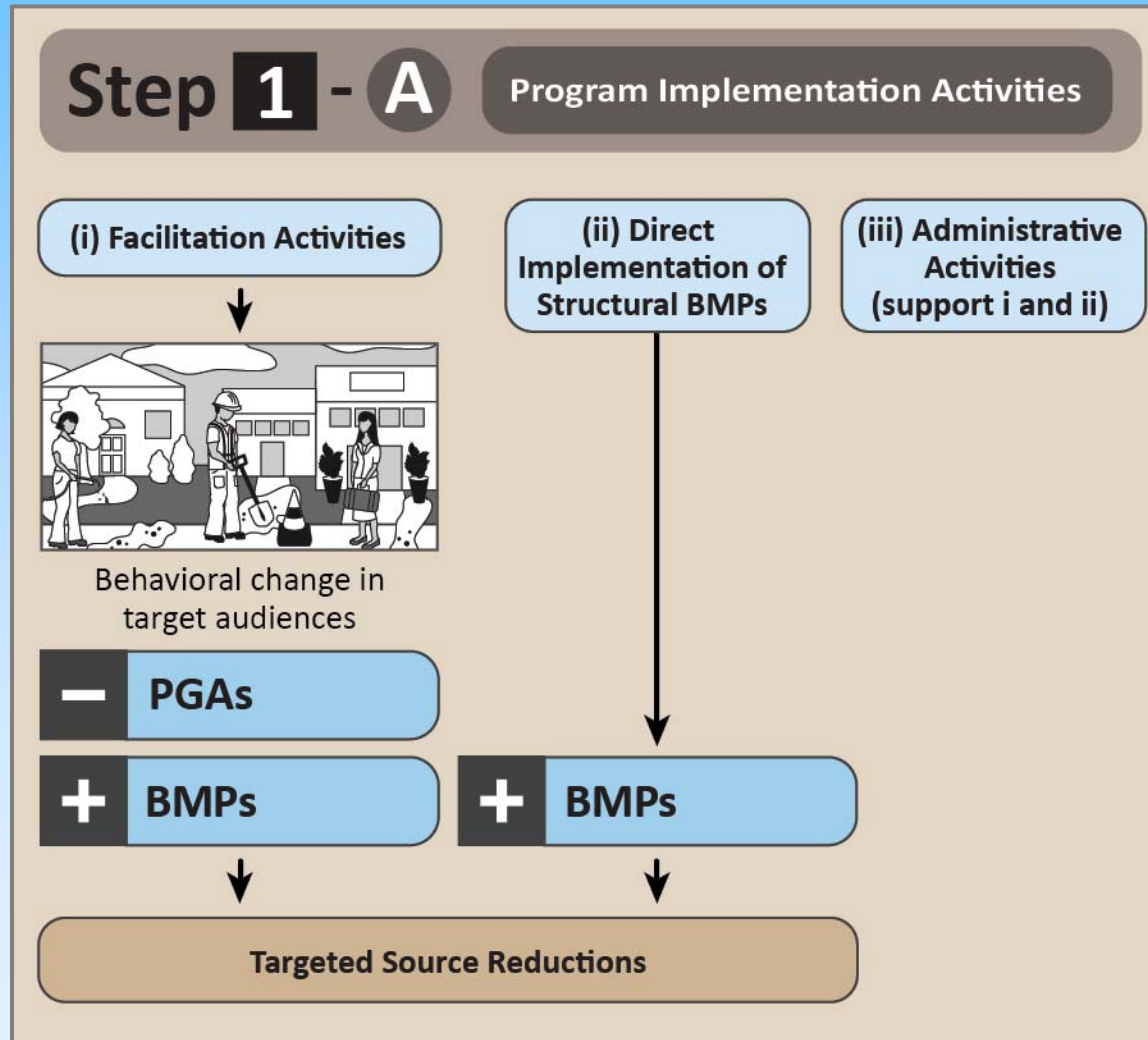 Step 1 - A
Program Implementation Activities
(i) Facilitation Activities
(ii) Direct
Implementation of
Structural BMPs
(iii) Administrative
Activities
(support i and ii)
Behavioral change in
target audiences
− PGAs
+ BMPs
+ BMPs
Targeted Source Reductions